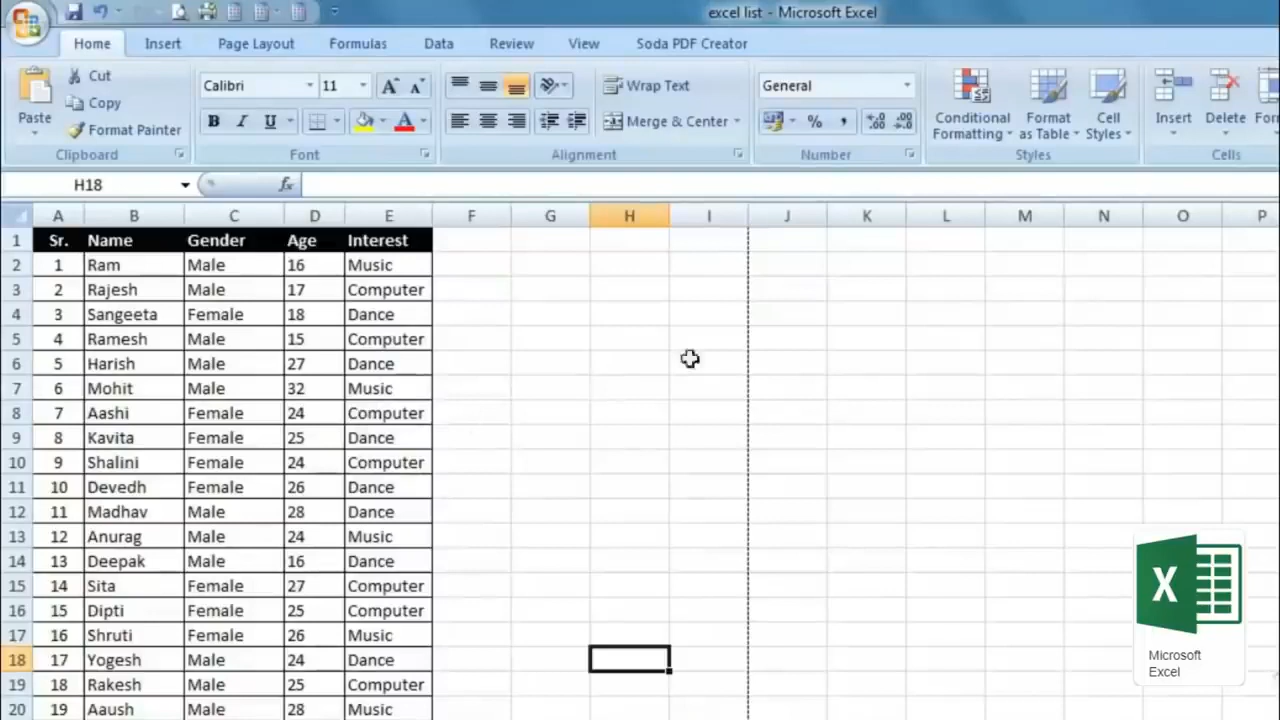 excel list - Microsoft Excel
Home Insert Page Layout Formulas Data Review View Soda PDF Creator
Cut
Copy
Format Painter
Paste
Clipboard
Calibri 11 A A
B I U A
Font
Wrap Text
Merge & Center
Alignment
General
% ,
Number
Conditional Formatting
Format as Table
Cell Styles
Styles
Insert Delete
Cells
H18 fx
A B C D E F G H I J K L M N O P
1 Sr. Name Gender Age Interest
2 1 Ram Male 16 Music
3 2 Rajesh Male 17 Computer
4 3 Sangeeta Female 18 Dance
5 4 Ramesh Male 15 Computer
6 5 Harish Male 27 Dance
7 6 Mohit Male 32 Music
8 7 Aashi Female 24 Computer
9 8 Kavita Female 25 Dance
10 9 Shalini Female 24 Computer
11 10 Devedh Female 26 Dance
12 11 Madhav Male 28 Dance
13 12 Anurag Male 24 Music
14 13 Deepak Male 16 Dance
15 14 Sita Female 27 Computer
16 15 Dipti Female 25 Computer
17 16 Shruti Female 26 Music
18 17 Yogesh Male 24 Dance
19 18 Rakesh Male 25 Computer
20 19 Aaush Male 28 Music
X
Microsoft
Excel